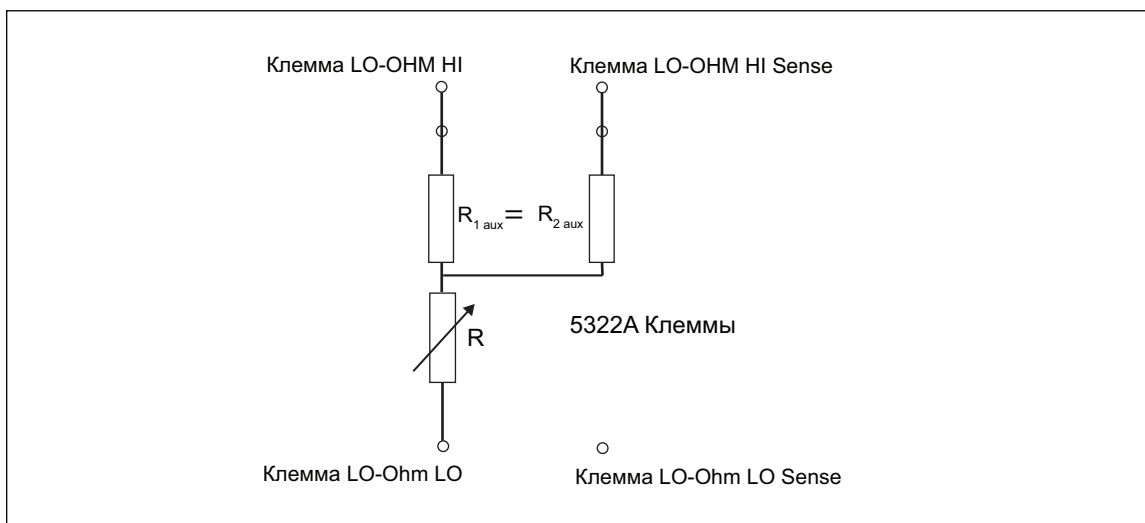 Клемма LO-OHM HI
Клемма LO-OHM HI Sense
R1 aux = R2 aux
R
5322A Клеммы
Клемма LO-Ohm LO
Клемма LO-Ohm LO Sense